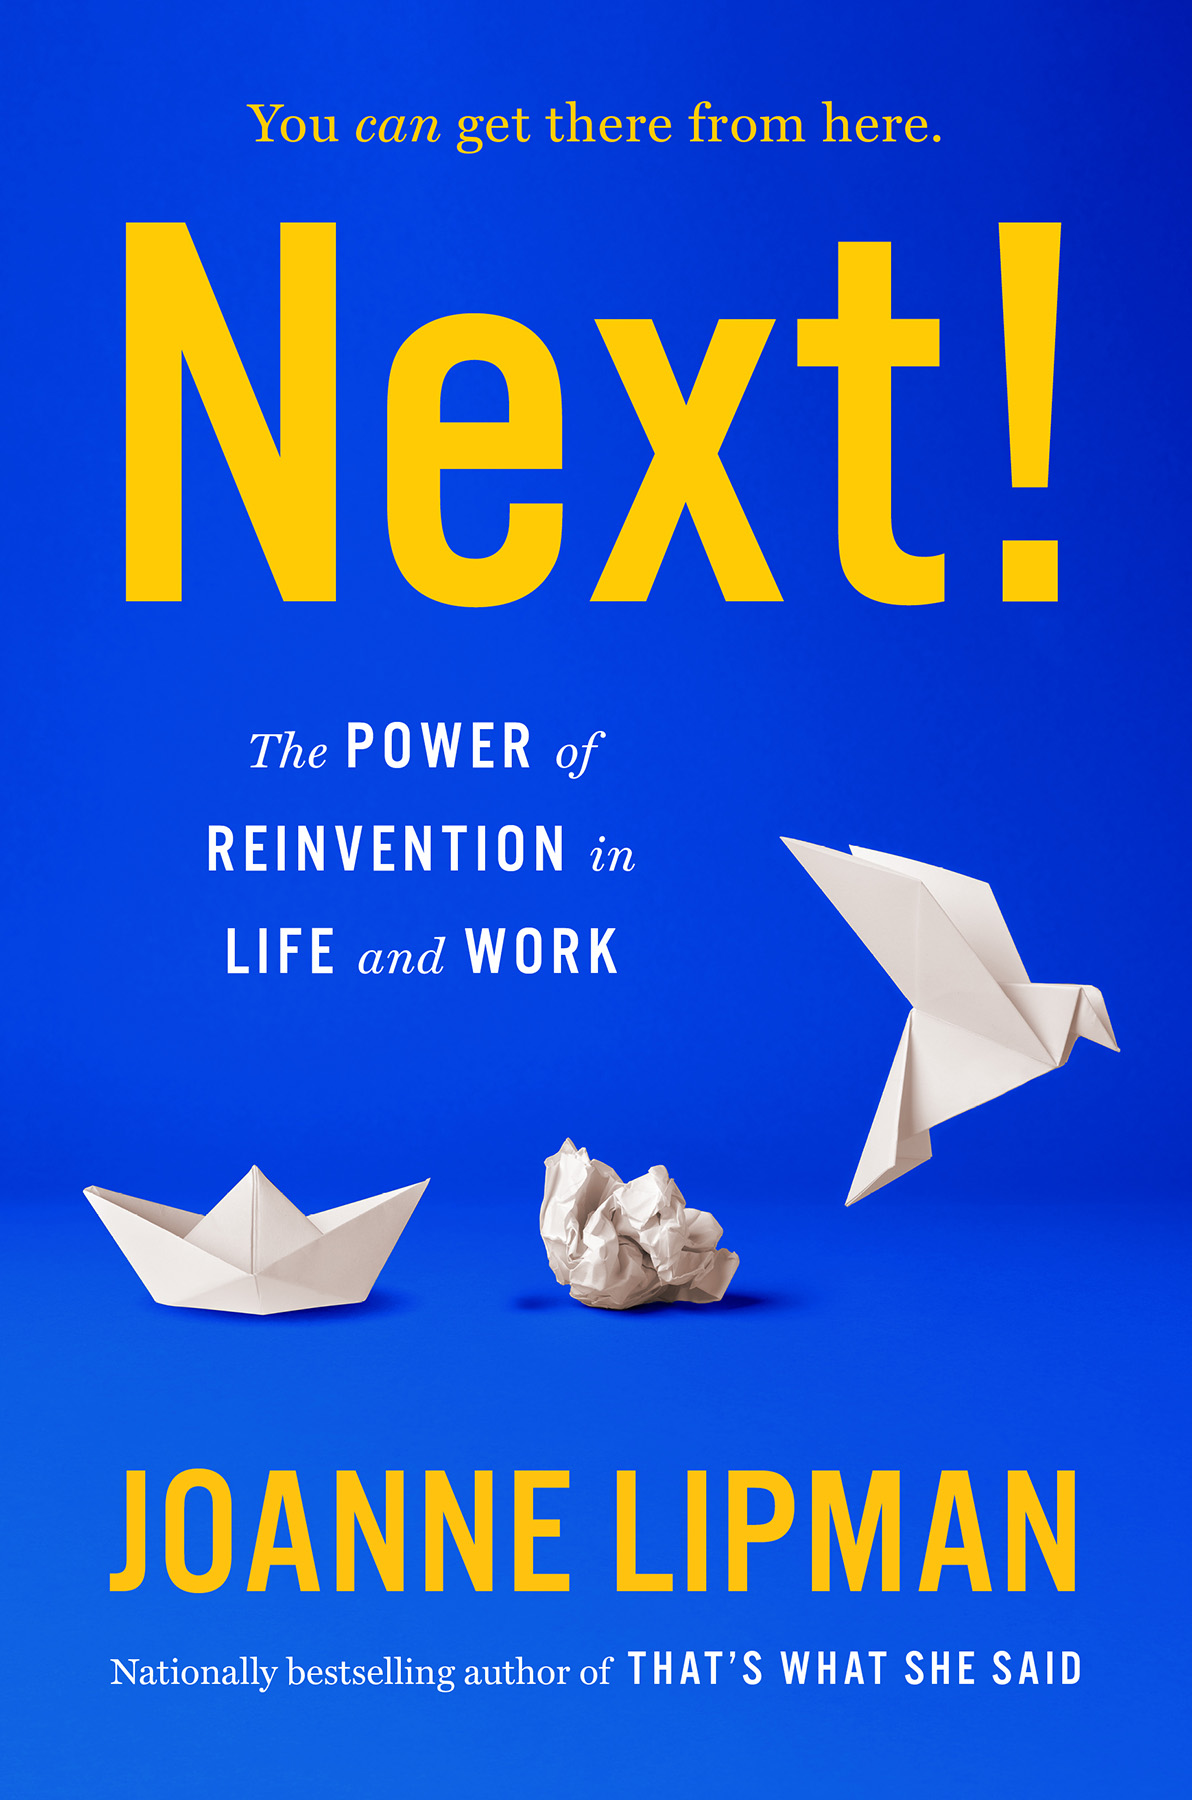 You can get there from here.
Next!
The POWER of
REINVENTION in
LIFE and WORK
JOANNE LIPMAN
Nationally bestselling author of THAT'S WHAT SHE SAID